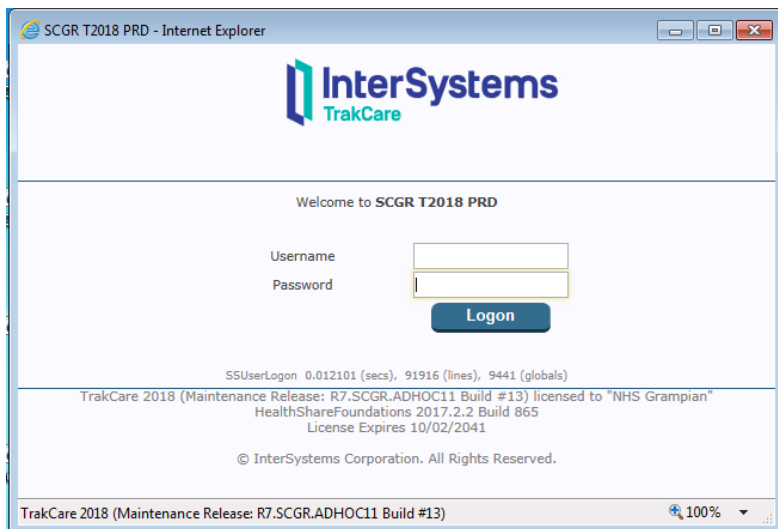 SCGR T2018 PRD - Internet Explorer
InterSystems
TrakCare
Welcome to SCGR T2018 PRD
Username
Password
Logon
SSUserLogon 0.012101 (secs), 91916 (lines), 9441 (globals)
TrakCare 2018 (Maintenance Release: R7.SCGR.ADHOC11 Build #13) licensed to "NHS Grampian"
HealthShareFoundations 2017.2.2 Build 865
License Expires 10/02/2041
© InterSystems Corporation. All Rights Reserved.
TrakCare 2018 (Maintenance Release: R7.SCGR.ADHOC11 Build #13)
100%